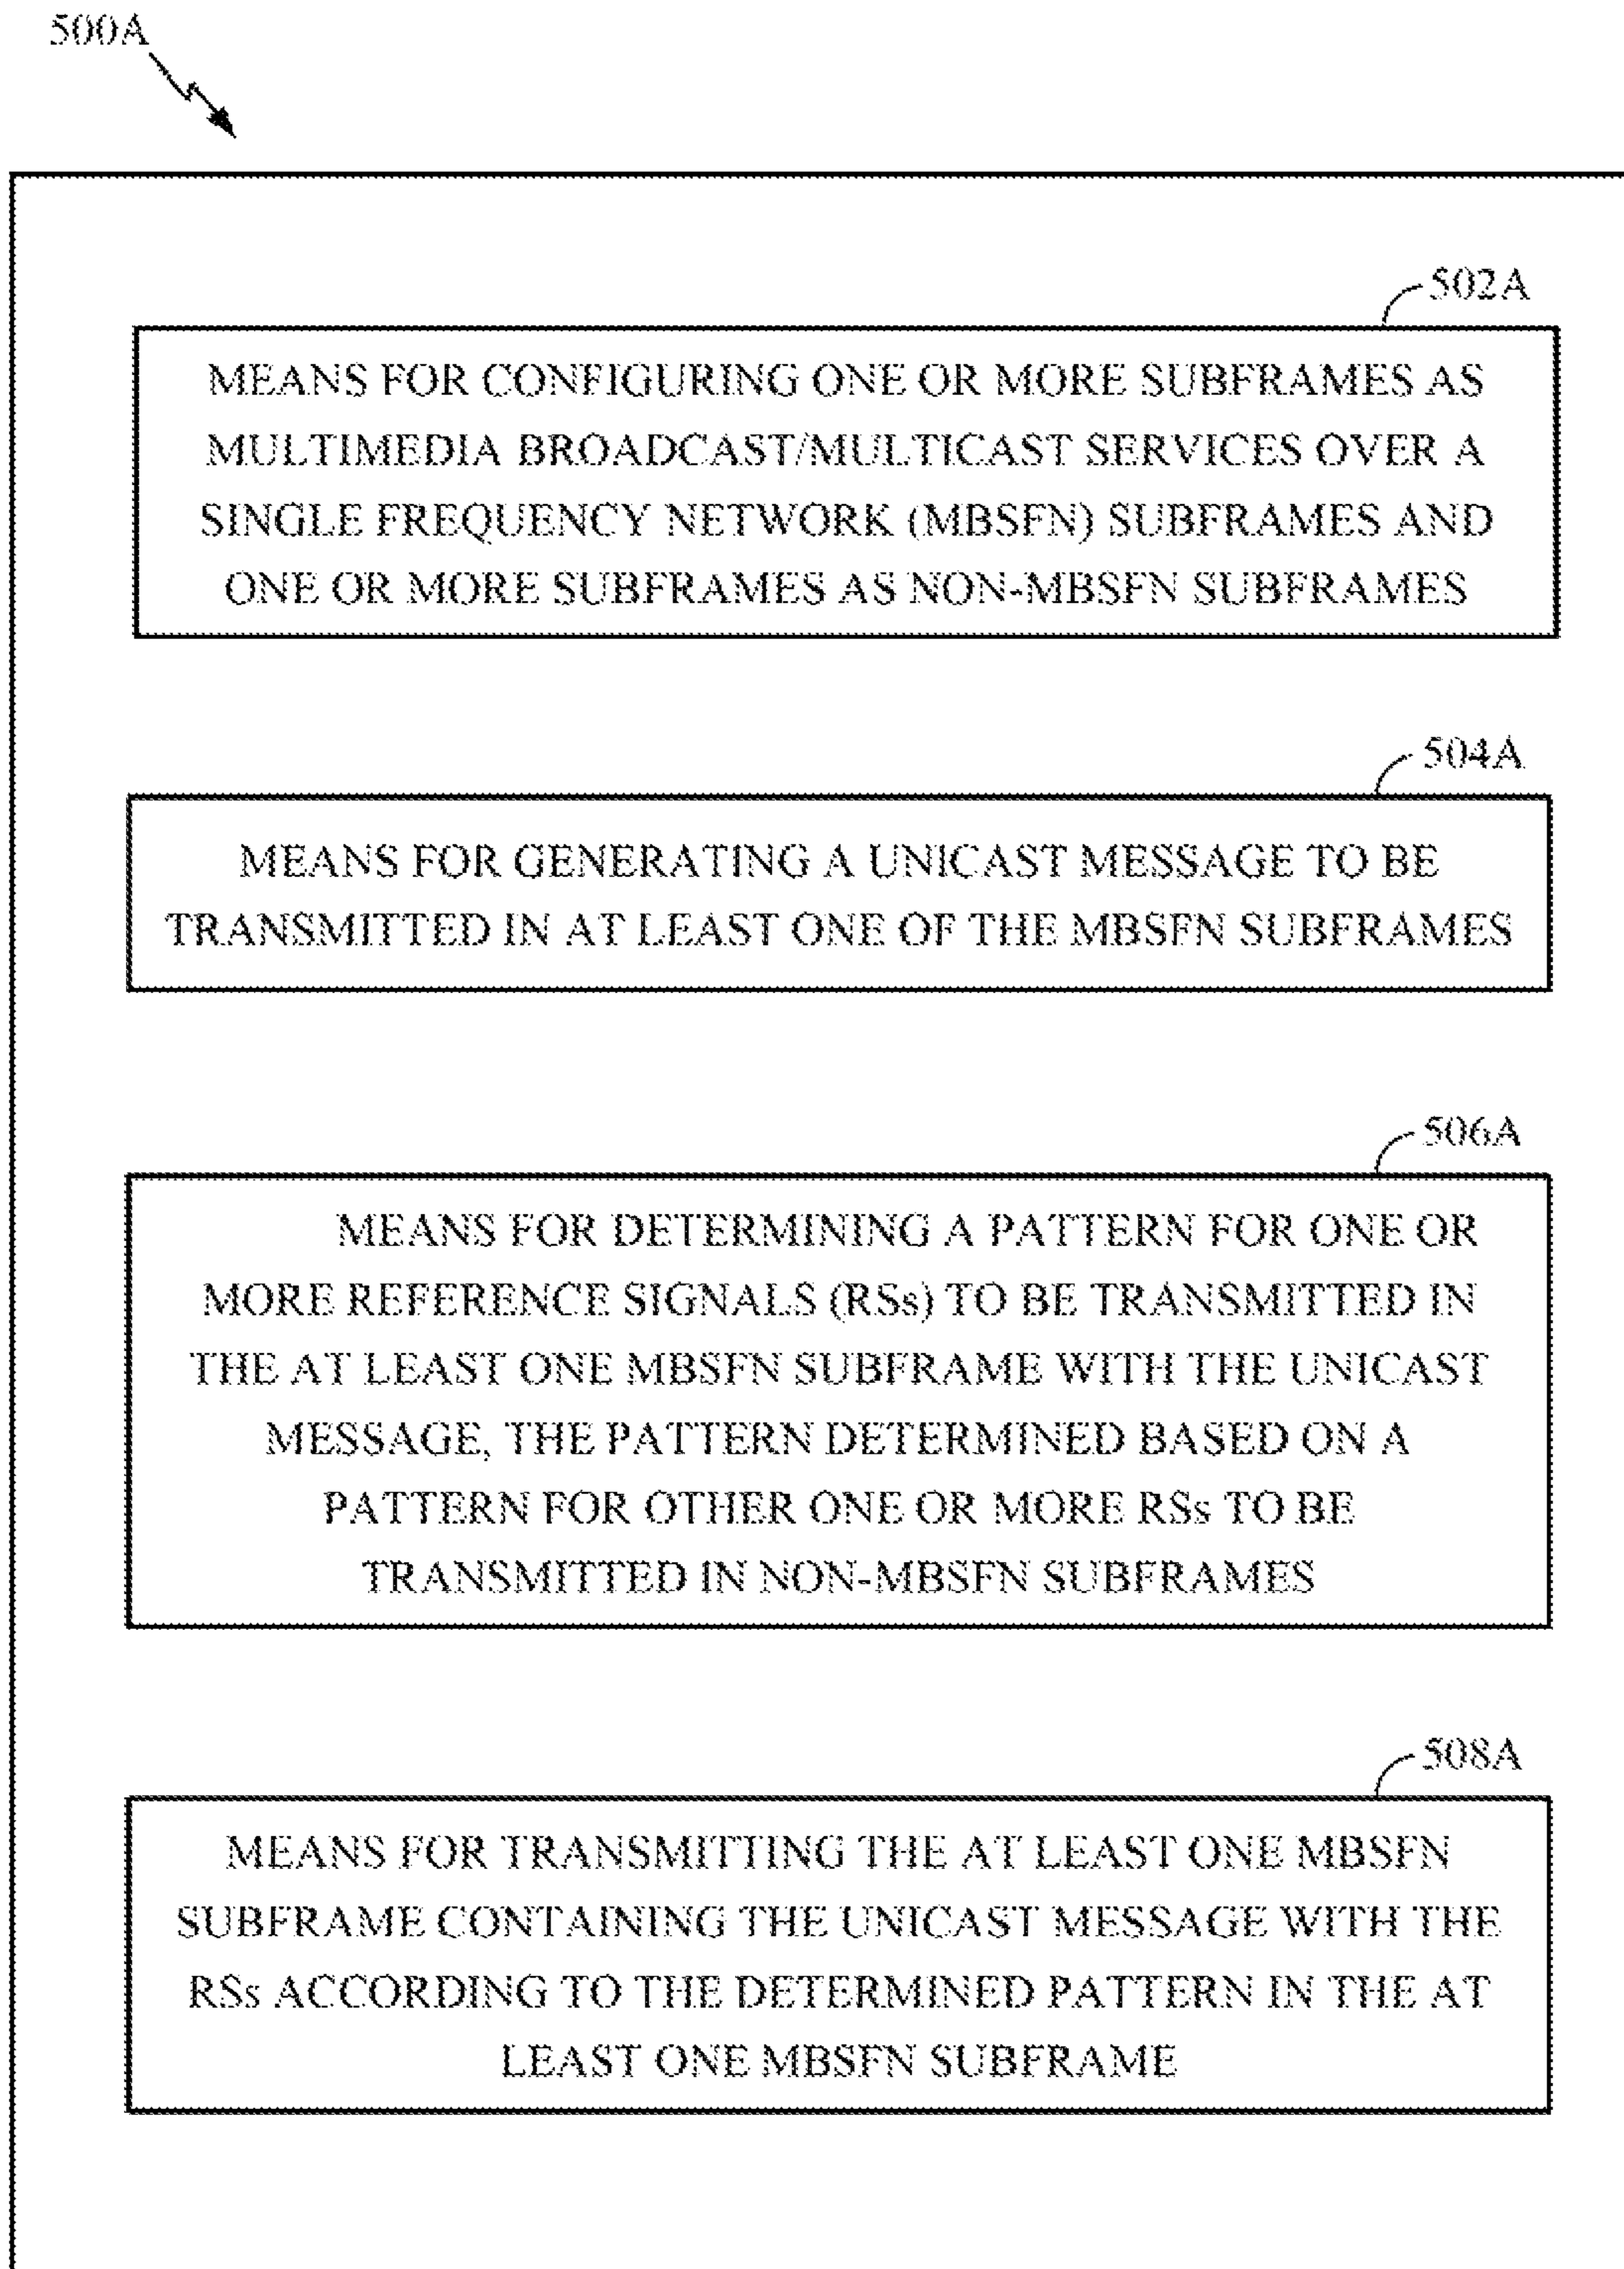 500A
502A
MEANS FOR CONFIGURING ONE OR MORE SUBFRAMES AS
MULTIMEDIA BROADCAST/MULTICAST SERVICES OVER A
SINGLE FREQUENCY NETWORK (MBSFN) SUBFRAMES AND
ONE OR MORE SUBFRAMES AS NON-MBSFN SUBFRAMES
504A
MEANS FOR GENERATING A UNICAST MESSAGE TO BE
TRANSMITTED IN AT LEAST ONE OF THE MBSFN SUBFRAMES
506A
MEANS FOR DETERMINING A PATTERN FOR ONE OR
MORE REFERENCE SIGNALS (RSs) TO BE TRANSMITTED IN
THE AT LEAST ONE MBSFN SUBFRAME WITH THE UNICAST
MESSAGE, THE PATTERN DETERMINED BASED ON A
PATTERN FOR OTHER ONE OR MORE RSs TO BE
TRANSMITTED IN NON-MBSFN SUBFRAMES
508A
MEANS FOR TRANSMITTING THE AT LEAST ONE MBSFN
SUBFRAME CONTAINING THE UNICAST MESSAGE WITH THE
RSs ACCORDING TO THE DETERMINED PATTERN IN THE AT
LEAST ONE MBSFN SUBFRAME